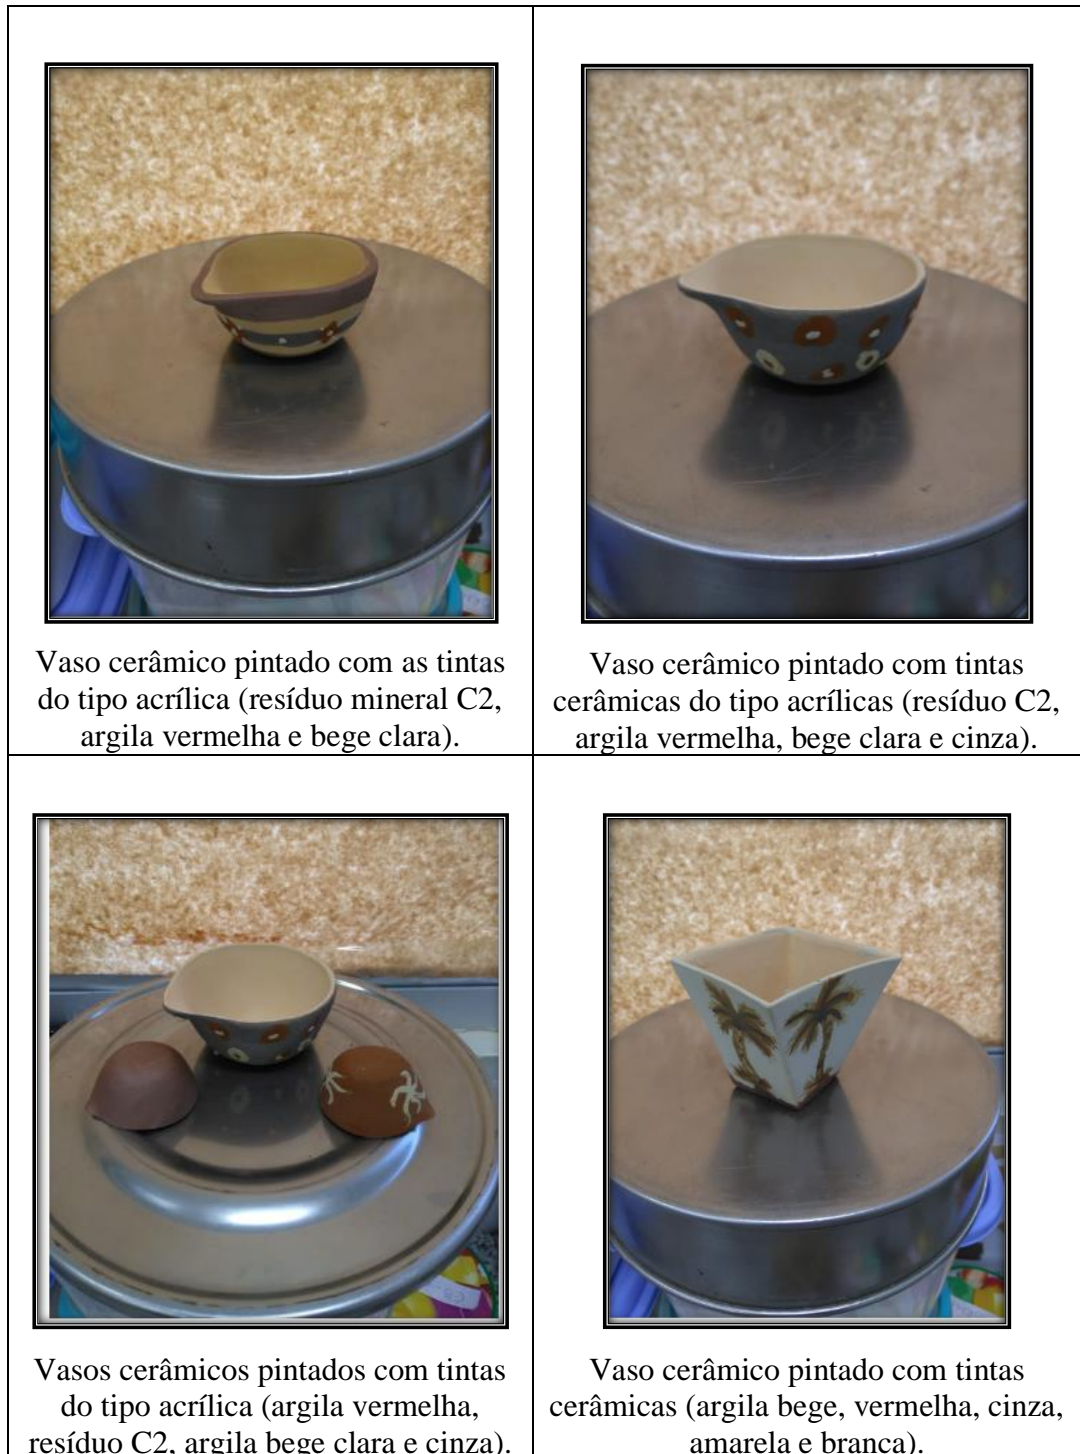 Vaso cerâmico pintado com as tintas
do tipo acrílica (resíduo mineral C2,
argila vermelha e bege clara).
Vaso cerâmico pintado com tintas
cerâmicas do tipo acrílicas (resíduo C2,
argila vermelha, bege clara e cinza).
Vasos cerâmicos pintados com tintas
do tipo acrílica (argila vermelha,
resíduo C2, argila bege clara e cinza).
Vaso cerâmico pintado com tintas
cerâmicas (argila bege, vermelha, cinza,
amarela e branca).